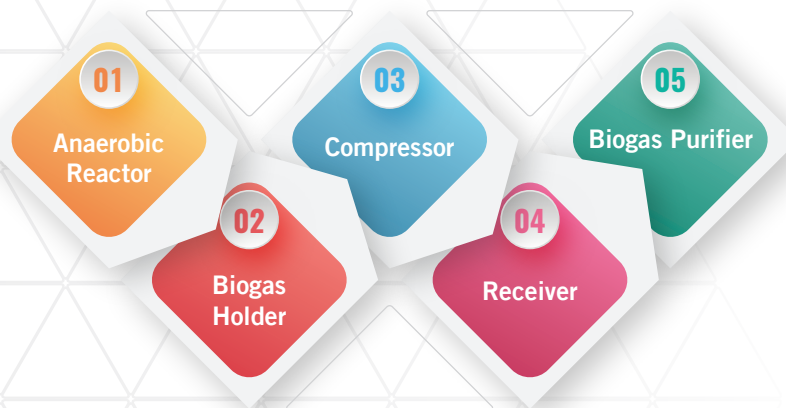 01
Anaerobic
Reactor
02
Biogas
Holder
03
Compressor
04
Receiver
05
Biogas Purifier